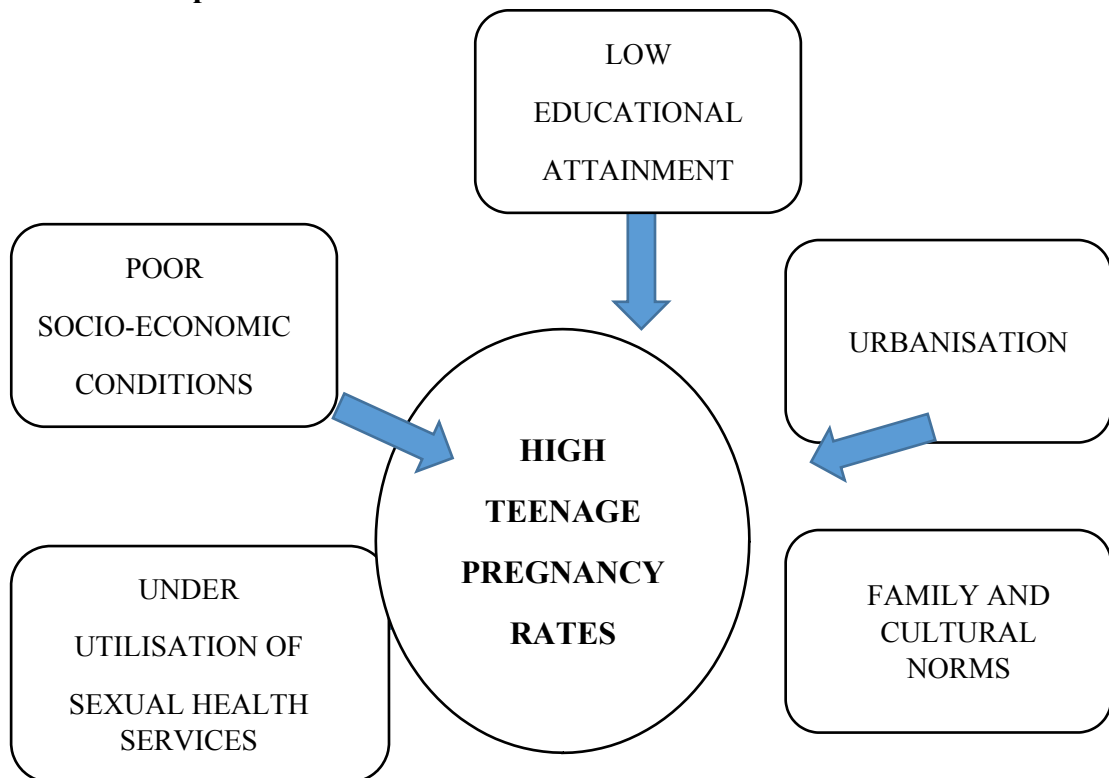 LOW
EDUCATIONAL
ATTAINMENT
POOR
SOCIO-ECONOMIC
CONDITIONS
URBANISATION
HIGH
TEENAGE
PREGNANCY
RATES
UNDER
UTILISATION OF
SEXUAL HEALTH
SERVICES
FAMILY AND
CULTURAL
NORMS